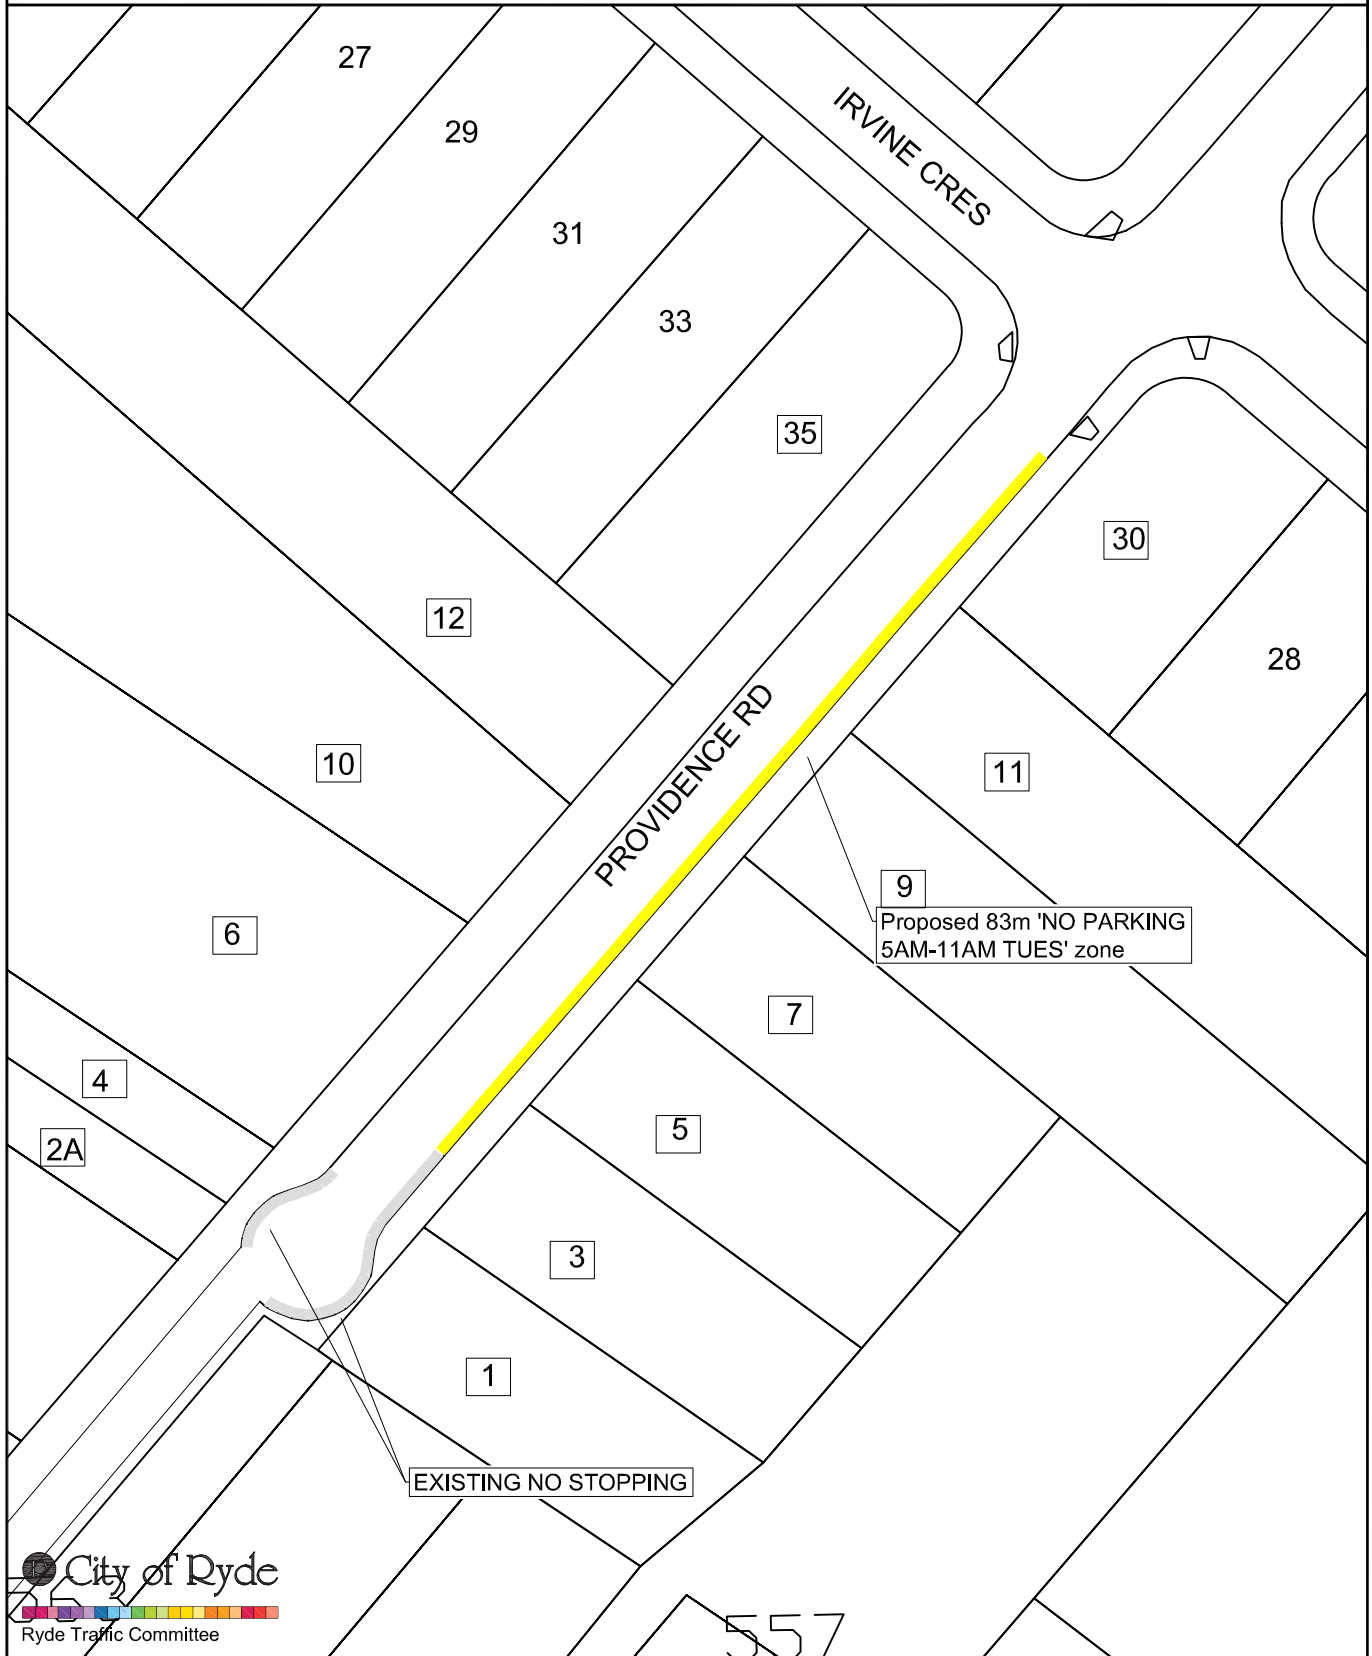 27
29
IRVINE CRES
31
33
35
30
12
28
PROVIDENCE RD
10
11
9
Proposed 83m 'NO PARKING
5AM-11AM TUES' zone
6
7
4
5
2A
3
1
EXISTING NO STOPPING
City of Ryde
Ryde Traffic Committee